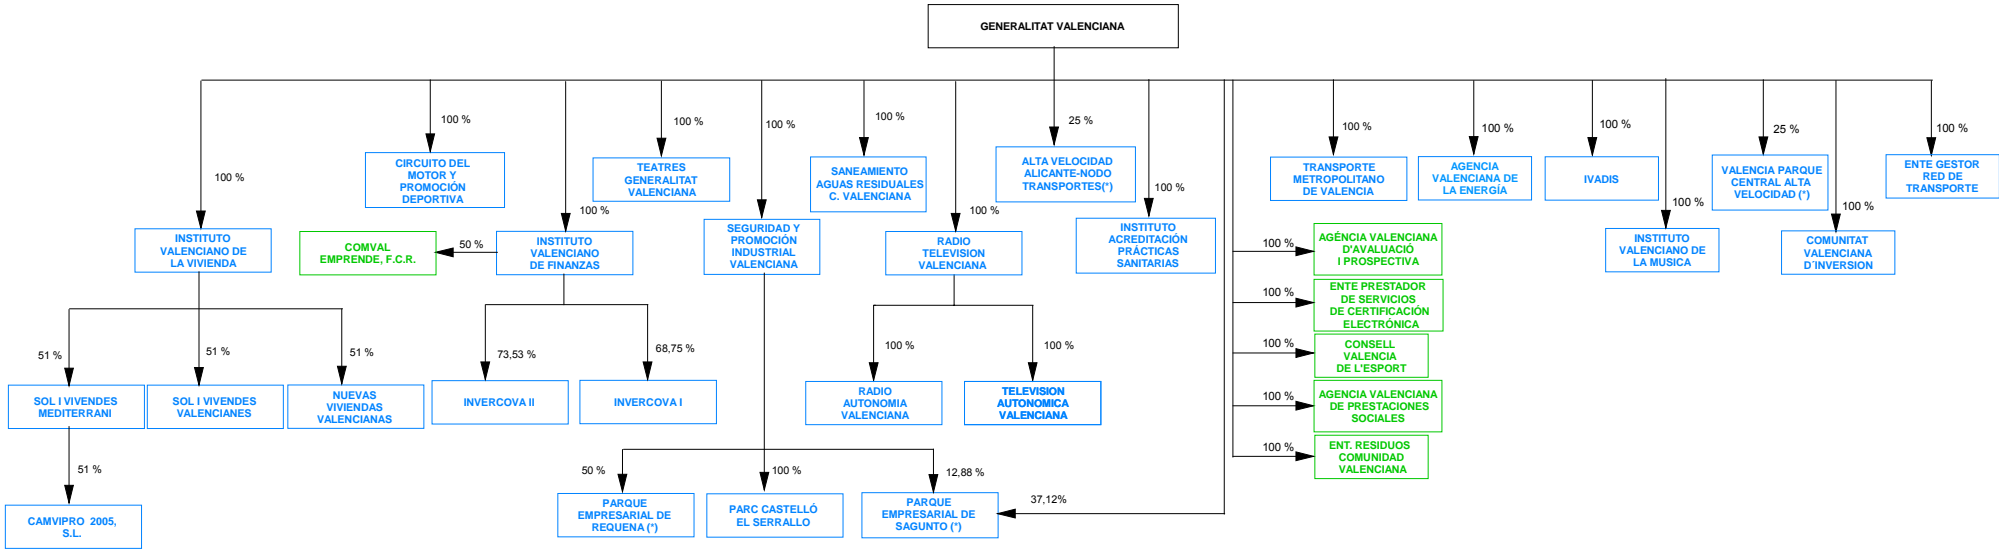 GENERALITAT VALENCIANA
100 %
100 %
100 %
100 %
100 %
25 %
100 %
100 %
100 %
25 %
100 %
CIRCUITO DEL
MOTOR Y
PROMOCIÓN
DEPORTIVA
TEATRES
GENERALITAT
VALENCIANA
SANEAMIENTO
AGUAS RESIDUALES
C. VALENCIANA
ALTA VELOCIDAD
ALICANTE-NODO
TRANSPORTES(*)
TRANSPORTE
METROPOLITANO
DE VALENCIA
AGENCIA
VALENCIANA DE
LA ENERGÍA
IVADIS
VALENCIA PARQUE
CENTRAL ALTA
VELOCIDAD (*)
ENTE GESTOR
RED DE
TRANSPORTE
100 %
100 %
100 %
100 %
100 %
100 %
INSTITUTO
VALENCIANO DE
LA VIVIENDA
COMVAL
EMPRENDE, F.C.R.
50 %
INSTITUTO
VALENCIANO
DE FINANZAS
SEGURIDAD Y
PROMOCIÓN
INDUSTRIAL
VALENCIANA
RADIO
TELEVISION
VALENCIANA
INSTITUTO
ACREDITACIÓN
PRÁCTICAS
SANITARIAS
100 %
AGÉNCIA VALENCIANA
D'AVALUACIÓ
I PROSPECTIVA
INSTITUTO
VALENCIANO DE
LA MUSICA
COMUNITAT
VALENCIANA
D´INVERSION
100 %
ENTE PRESTADOR
DE SERVICIOS
DE CERTIFICACIÓN
ELECTRÓNICA
51 %
51 %
51 %
73,53 %
68,75 %
100 %
100 %
100 %
CONSELL
VALENCIA
DE L'ESPORT
SOL I VIVENDES
MEDITERRANI
SOL I VIVENDES
VALENCIANES
NUEVAS
VIVIENDAS
VALENCIANAS
INVERCOVA II
INVERCOVA I
RADIO
AUTONOMIA
VALENCIANA
TELEVISION
AUTONOMICA
VALENCIANA
100 %
AGENCIA VALENCIANA
DE PRESTACIONES
SOCIALES
100 %
ENT. RESIDUOS
COMUNIDAD
VALENCIANA
51 %
50 %
100 %
12,88 %
37,12%
CAMVIPRO 2005,
S.L.
PARQUE
EMPRESARIAL DE
REQUENA (*)
PARC CASTELLÓ
EL SERRALLO
PARQUE
EMPRESARIAL DE
SAGUNTO (*)